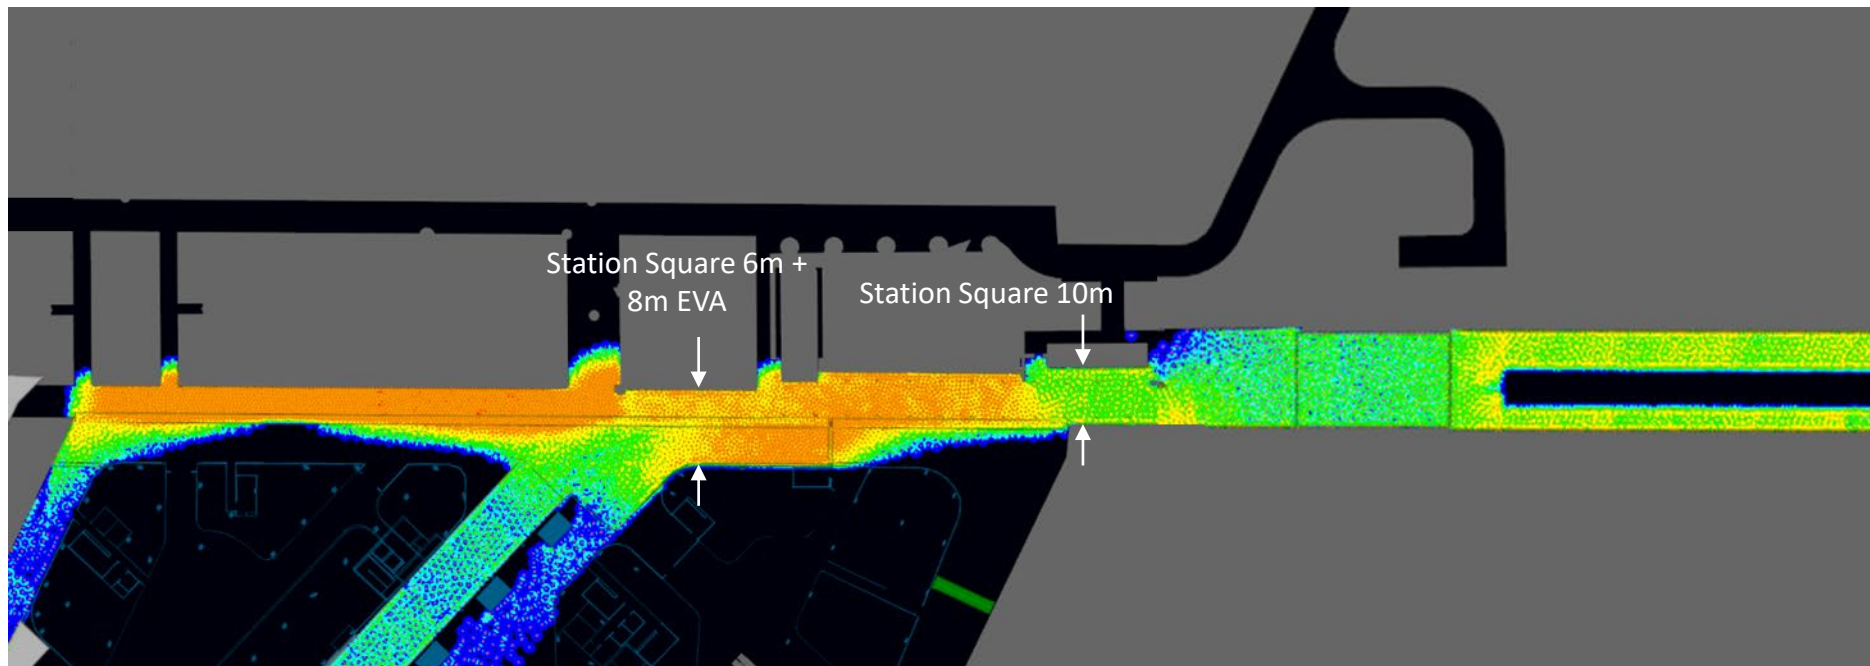 Station Square 6m +
8m EVA
Station Square 10m